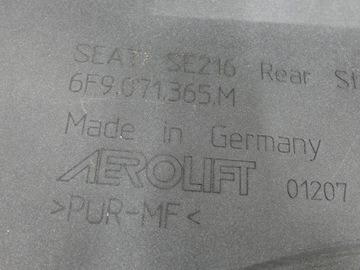 SEAT SE216 Rear
6F9.071.365.M
Made in Germany
AEROLIFT 01207
>PUR-MF<